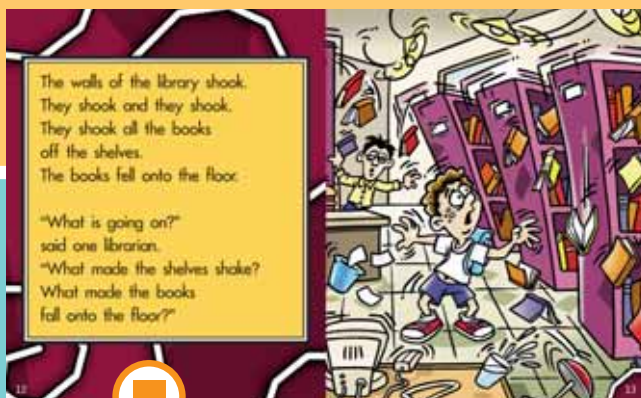 The walls of the library shook.
They shook and they shook.
They shook all the books
off the shelves.
The books fell onto the floor.
"What is going on?"
said one librarian.
"What made the shelves shake?
What made the books
fall onto the floor?"
12
13